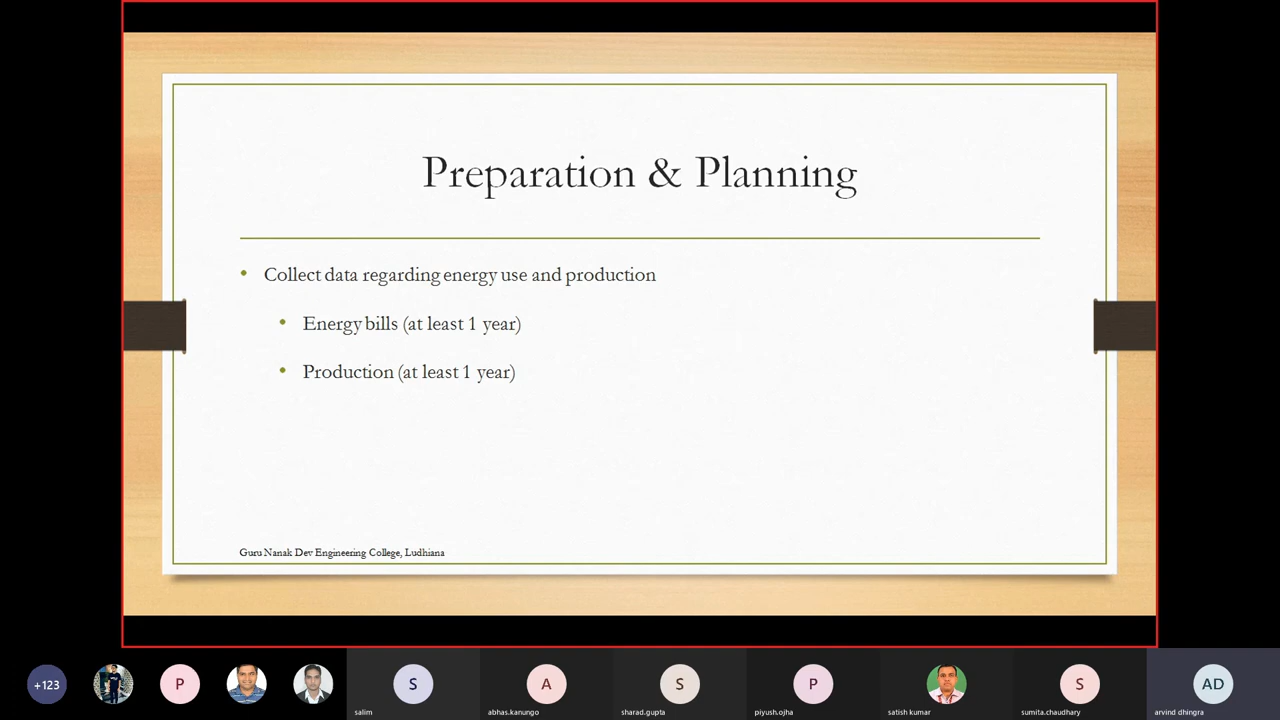 Preparation & Planning
Collect data regarding energy use and production
Energy bills (at least 1 year)
Production (at least 1 year)
Guru Nanak Dev Engineering College, Ludhiana
+123
P
S
A
S
P
S
AD
salim
abhas.kanungo
sharad.gupta
piyush.ojha
satish kumar
sumita.chaudhary
arvind dhingra